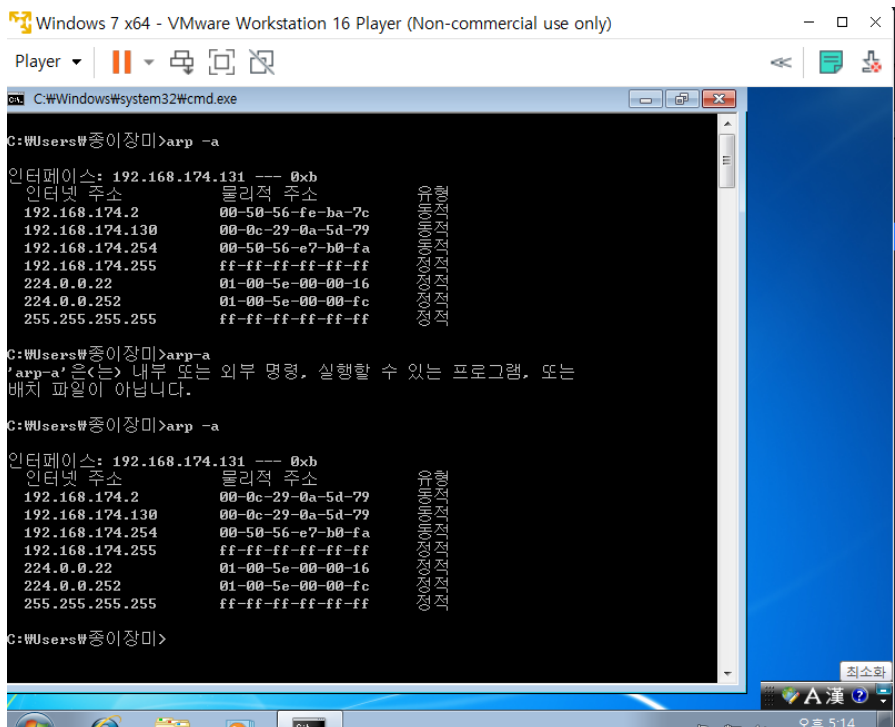 Windows 7 x64 - VMware Workstation 16 Player (Non-commercial use only)
Player
C:₩Windows₩system32₩cmd.exe
C:₩Users₩종이장미>arp -a
인터페이스: 192.168.174.131 --- 0xb
인터넷 주소 물리적 주소 유형
192.168.174.2 00-50-56-fe-ba-7c 동적
192.168.174.130 00-0c-29-0a-5d-79 동적
192.168.174.254 00-50-56-e7-b0-fa 동적
192.168.174.255 ff-ff-ff-ff-ff-ff 정적
224.0.0.22 01-00-5e-00-00-16 정적
224.0.0.252 01-00-5e-00-00-fc 정적
255.255.255.255 ff-ff-ff-ff-ff-ff 정적
C:₩Users₩종이장미>arp-a
'arp-a'은(는) 내부 또는 외부 명령, 실행할 수 있는 프로그램, 또는
배치 파일이 아닙니다.
C:₩Users₩종이장미>arp -a
인터페이스: 192.168.174.131 --- 0xb
인터넷 주소 물리적 주소 유형
192.168.174.2 00-0c-29-0a-5d-79 동적
192.168.174.130 00-0c-29-0a-5d-79 동적
192.168.174.254 00-50-56-e7-b0-fa 동적
192.168.174.255 ff-ff-ff-ff-ff-ff 정적
224.0.0.22 01-00-5e-00-00-16 정적
224.0.0.252 01-00-5e-00-00-fc 정적
255.255.255.255 ff-ff-ff-ff-ff-ff 정적
C:₩Users₩종이장미>
최소화
A 漢
오후 5:14